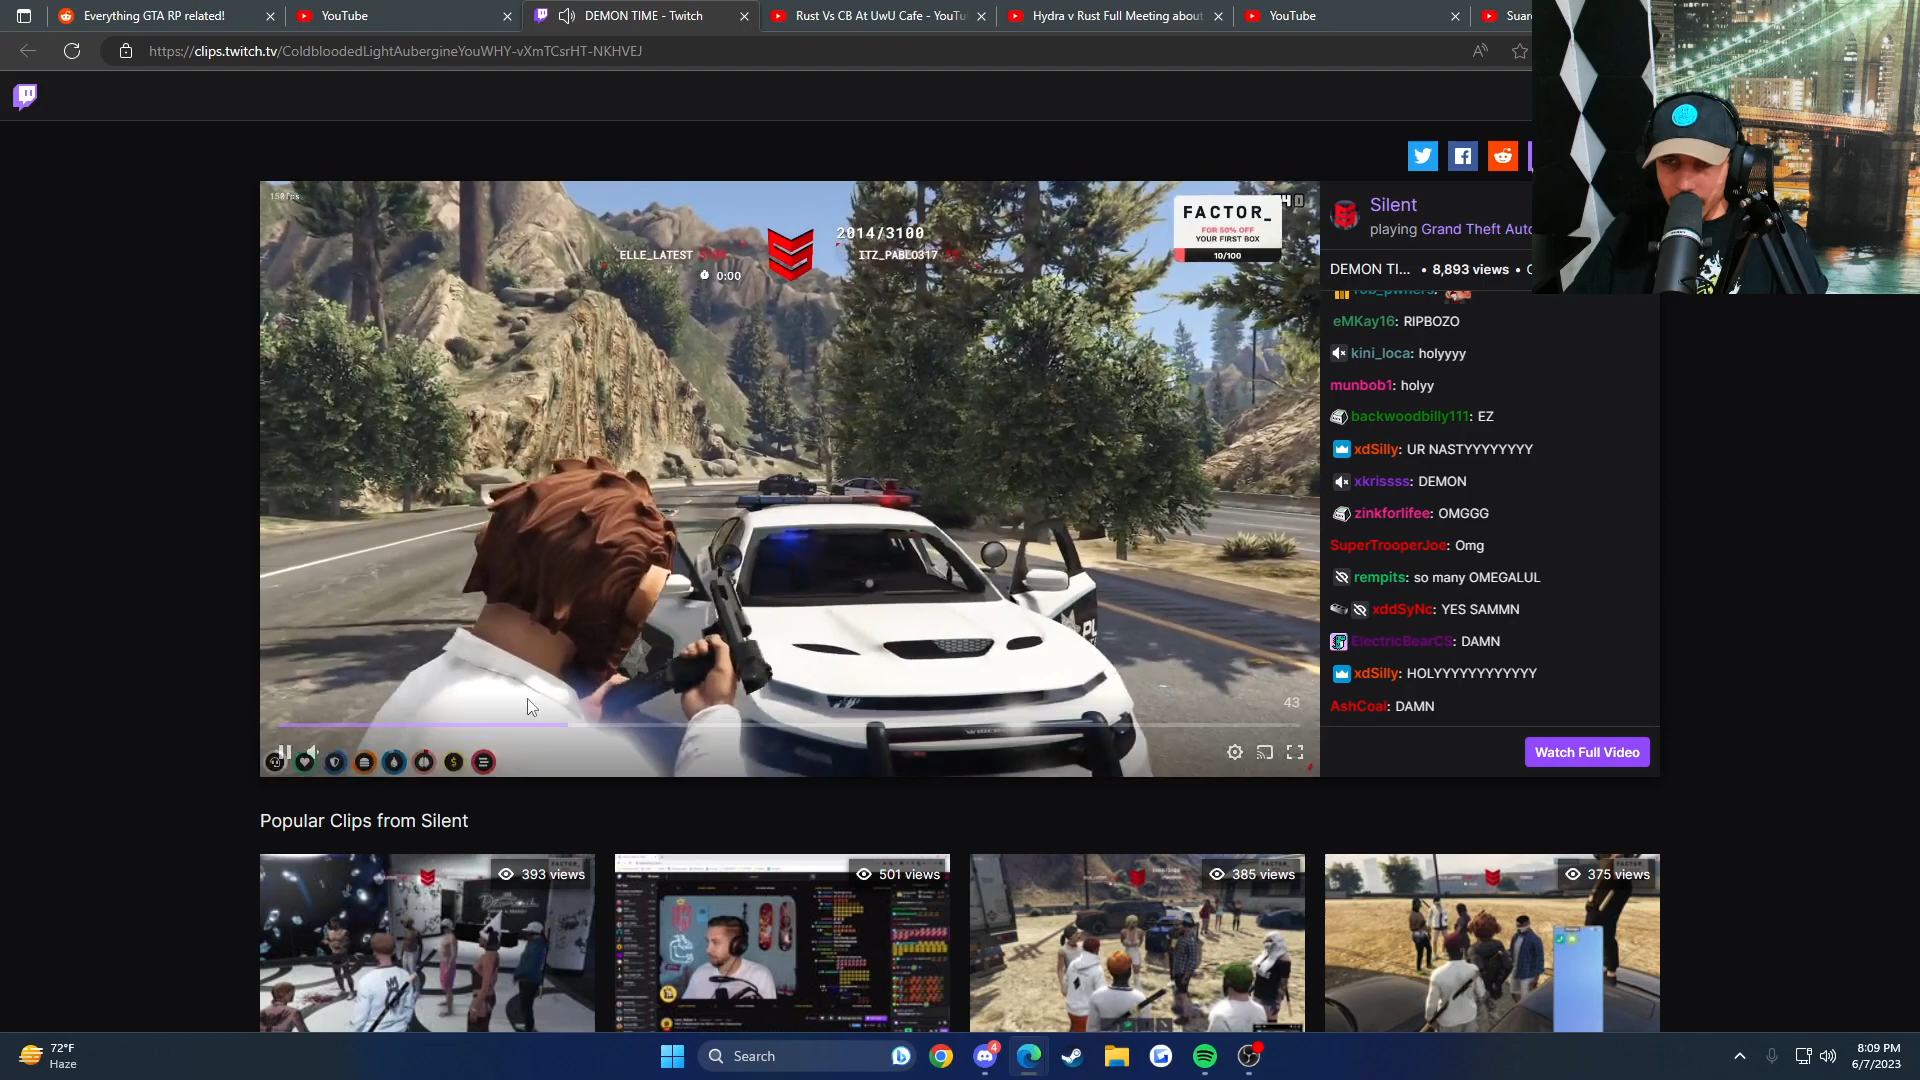 Everything GTA RP related!
YouTube
DEMON TIME - Twitch
Rust Vs CB At UwU Cafe - YouTu
Hydra v Rust Full Meeting about
YouTube
Suar
https://clips.twitch.tv/ColdbloodedLightAubergineYouWHY-vXmTCsrHT-NKHVEJ
150fps
ELLE_LATEST
0:00
2014/3100
ITZ_PABLO317
FACTOR_
FOR 50% OFF
YOUR FIRST BOX
10/100
Silent
playing Grand Theft Auto
DEMON TI... • 8,893 views •
eMKay16: RIPBOZO
kini_loca: holyyyy
munbob1: holyy
backwoodbilly111: EZ
xdSilly: UR NASTYYYYYYYY
xkrissss: DEMON
zinkforlifee: OMGGG
SuperTrooperJoe: Omg
rempits: so many OMEGALUL
xddSyNc: YES SAMMN
ElectricBearCS: DAMN
xdSilly: HOLYYYYYYYYYYYY
AshCoal: DAMN
43
Watch Full Video
Popular Clips from Silent
393 views
501 views
385 views
375 views
72°F
Haze
Search
4
8:09 PM
6/7/2023